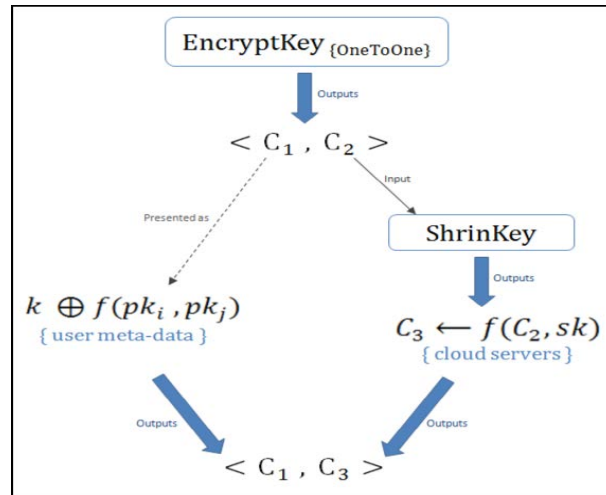 EncryptKey {OneToOne}
Outputs
< C₁ , C₂ >
Input
Presented as
ShrinKey
Outputs
k ⊕ f(pkᵢ , pkⱼ)
{ user meta-data }
C₃ ← f(C₂, sk)
{ cloud servers }
Outputs
Outputs
< C₁ , C₃ >